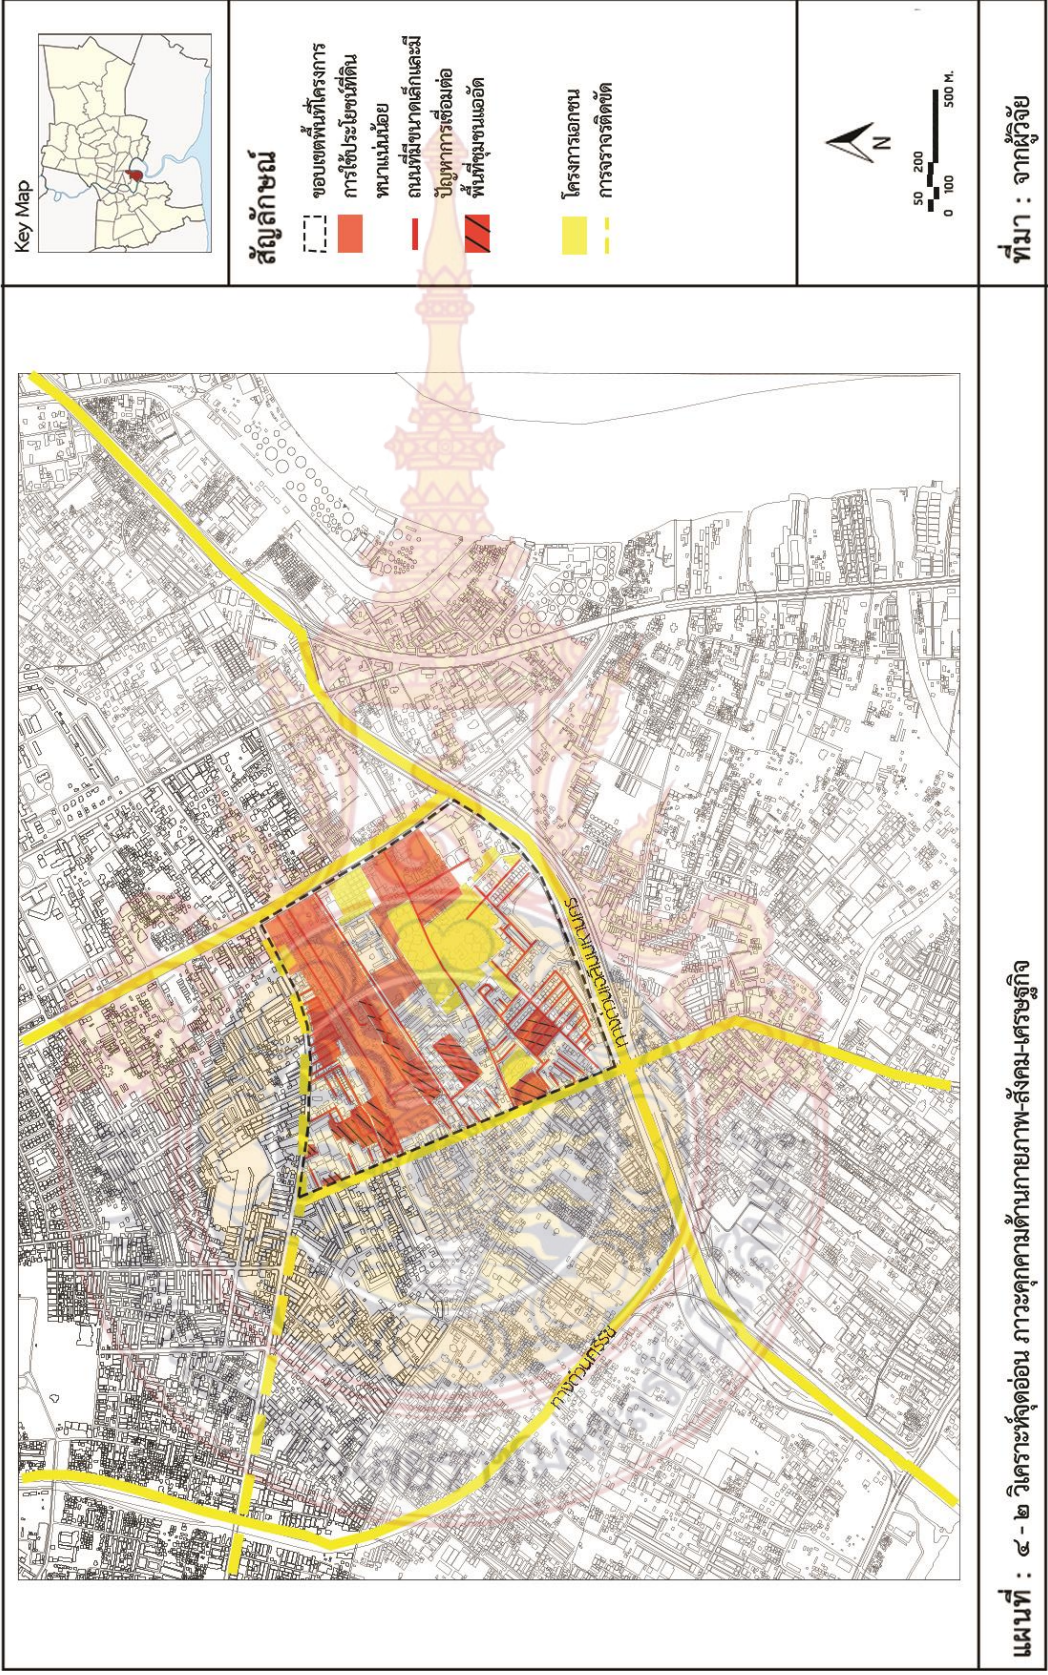 Key Map
สัญลักษณ์
ขอบเขตพื้นที่โครงการ
การใช้ประโยชน์ที่ดิน
หนาแน่นน้อย
ถนนที่มีขนาดเล็กและมี
ปัญหาการเชื่อมต่อ
พื้นที่ชุมชนแออัด
โครงการเอกชน
การจราจรติดขัด
N
50 200
0 100 500 M.
ทางด่วนเฉลิมมหานคร
ทางด่วนศรีรัช
แผนที่ : ๔ - ๒ วิเคราะห์จุดอ่อน ภาวะคุกคามด้านกายภาพ-สังคม-เศรษฐกิจ
ที่มา : จากผู้วิจัย